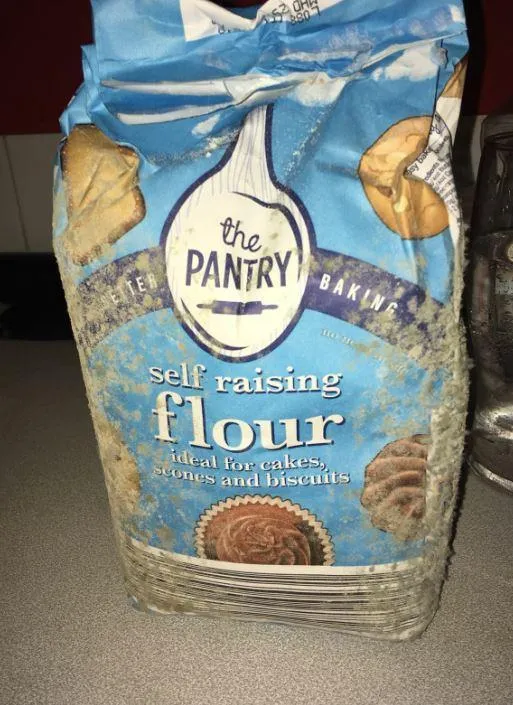 the
PANTRY
BAKING
self raising
flour
ideal for cakes,
scones and biscuits